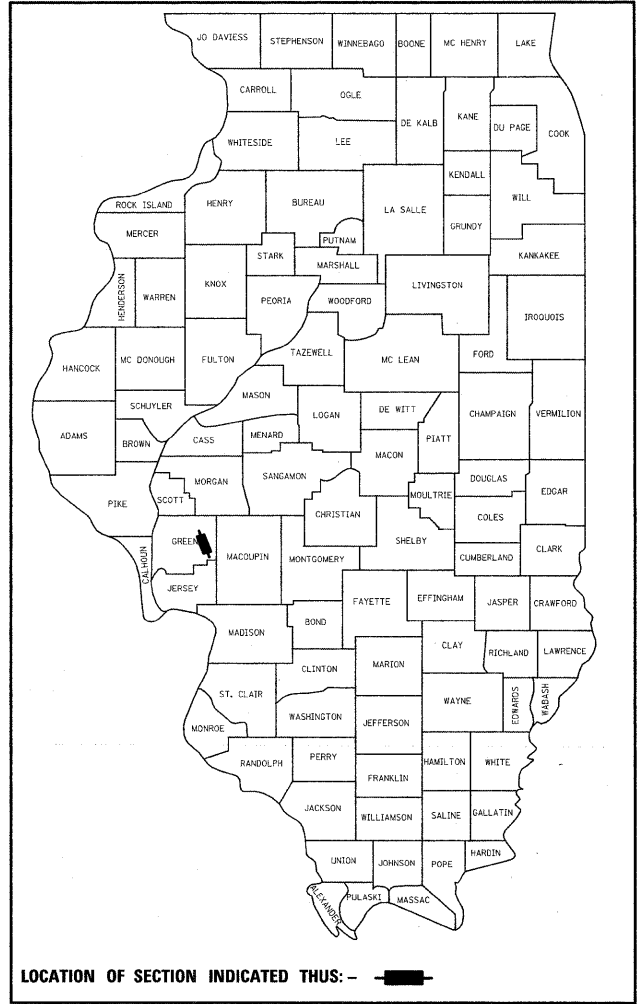 JO DAVIESS
STEPHENSON
WINNEBAGO
BOONE
MC HENRY
LAKE
CARROLL
OGLE
DE KALB
KANE
DU PAGE
COOK
WHITESIDE
LEE
KENDALL
WILL
ROCK ISLAND
HENRY
BUREAU
LA SALLE
GRUNDY
MERCER
PUTNAM
STARK
MARSHALL
KANKAKEE
HENDERSON
WARREN
KNOX
PEORIA
WOODFORD
LIVINGSTON
IROQUOIS
HANCOCK
MC DONOUGH
FULTON
TAZEWELL
MC LEAN
FORD
SCHUYLER
MASON
LOGAN
DE WITT
CHAMPAIGN
VERMILION
ADAMS
BROWN
CASS
MENARD
MACON
PIATT
PIKE
SCOTT
MORGAN
SANGAMON
CHRISTIAN
MOULTRIE
DOUGLAS
EDGAR
COLES
CALHOUN
GREEN
MACOUPIN
MONTGOMERY
SHELBY
CUMBERLAND
CLARK
JERSEY
FAYETTE
EFFINGHAM
JASPER
CRAWFORD
MADISON
BOND
CLAY
RICHLAND
LAWRENCE
CLINTON
MARION
ST. CLAIR
WAYNE
EDWARDS
WABASH
MONROE
WASHINGTON
JEFFERSON
RANDOLPH
PERRY
HAMILTON
WHITE
FRANKLIN
JACKSON
WILLIAMSON
SALINE
GALLATIN
UNION
JOHNSON
POPE
HARDIN
ALEXANDER
PULASKI
MASSAC
LOCATION OF SECTION INDICATED THUS: –